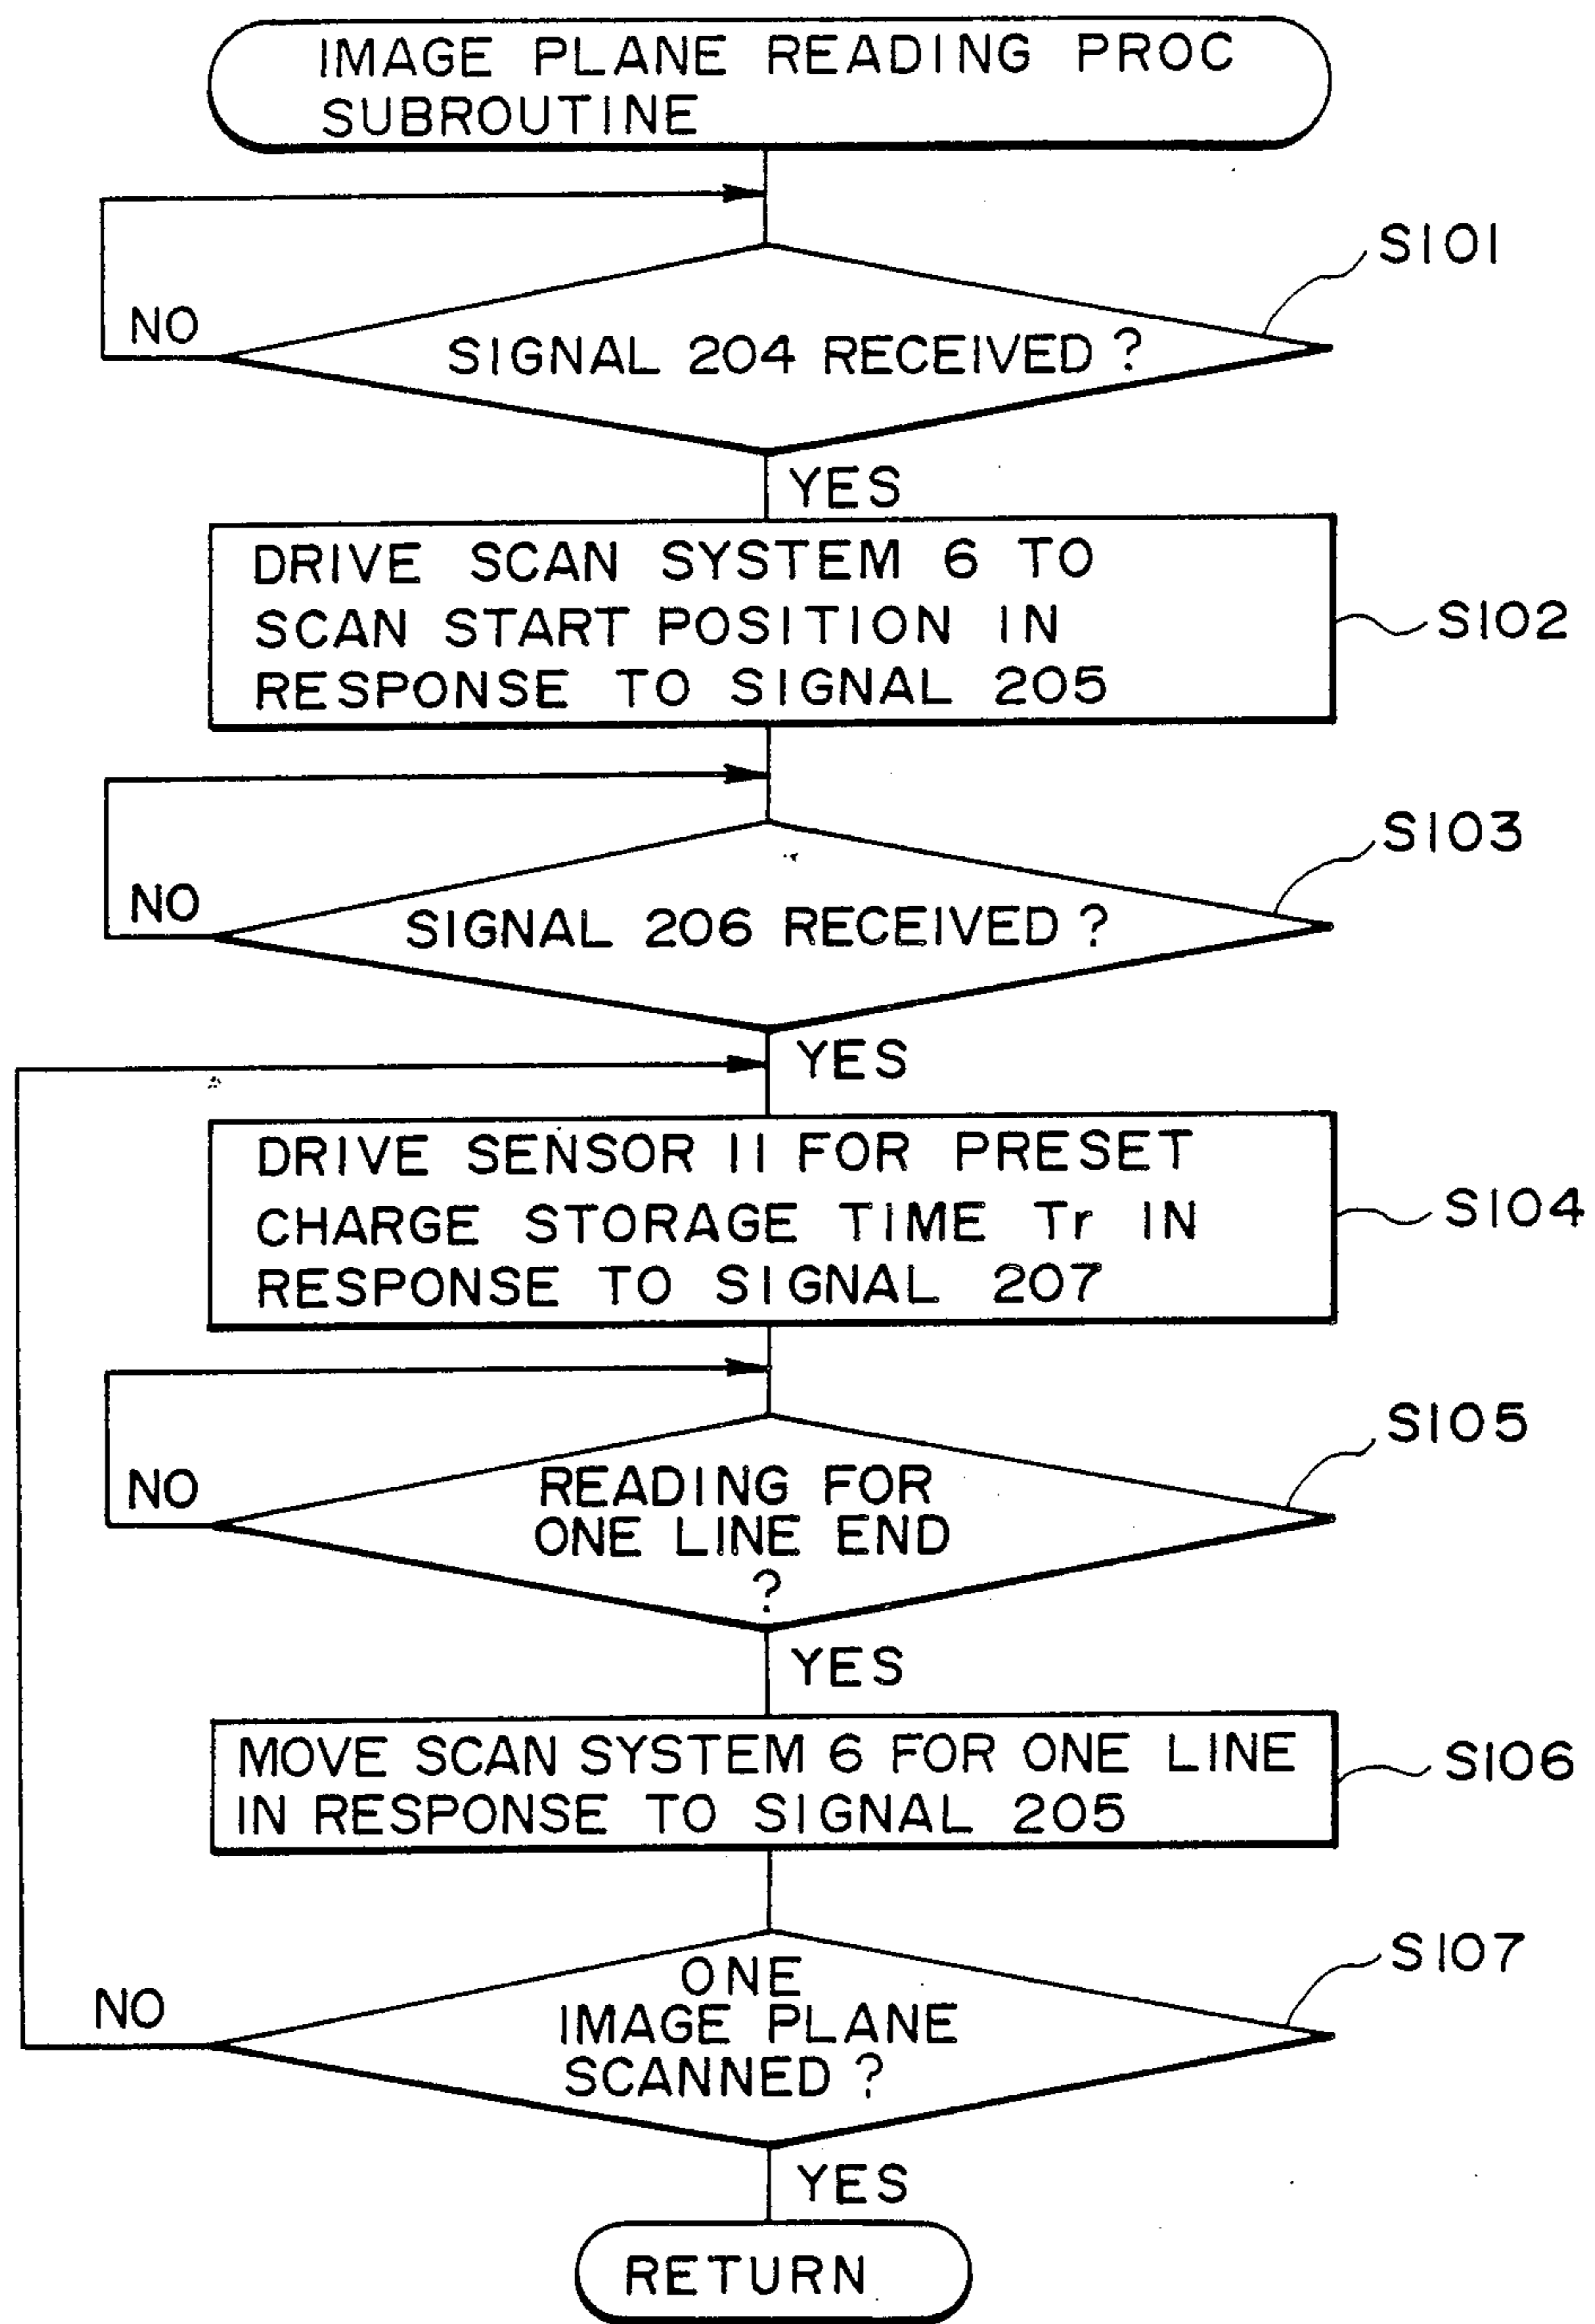 IMAGE PLANE READING PROC
SUBROUTINE
S101
NO
SIGNAL 204 RECEIVED ?
YES
DRIVE SCAN SYSTEM 6 TO
SCAN START POSITION IN
RESPONSE TO SIGNAL 205
S102
S103
NO
SIGNAL 206 RECEIVED ?
YES
DRIVE SENSOR 11 FOR PRESET
CHARGE STORAGE TIME Tr IN
RESPONSE TO SIGNAL 207
S104
S105
NO
READING FOR
ONE LINE END
?
YES
MOVE SCAN SYSTEM 6 FOR ONE LINE
IN RESPONSE TO SIGNAL 205
S106
S107
NO
ONE
IMAGE PLANE
SCANNED ?
YES
RETURN